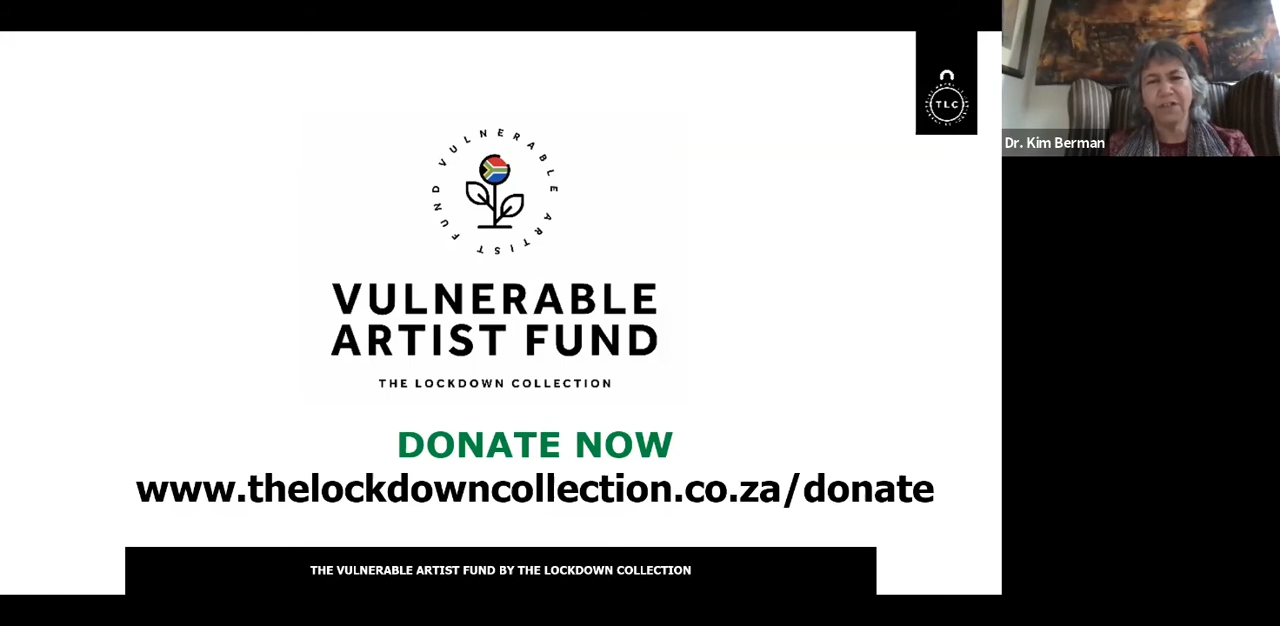 TLC
Dr. Kim Berman
VULNERABLE ARTIST FUND
VULNERABLE
ARTIST FUND
THE LOCKDOWN COLLECTION
DONATE NOW
www.thelockdowncollection.co.za/donate
THE VULNERABLE ARTIST FUND BY THE LOCKDOWN COLLECTION